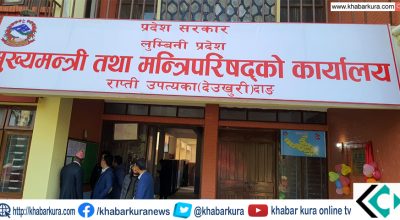 www.khabarkura.com
प्रदेश सरकार
लुम्बिनी प्रदेश
मुख्यमन्त्री तथा मन्त्रिपरिषद्को कार्यालय
राप्ती उपत्यका(देउखुरी)दाङ
http://khabarkura.com @khabarkuranews @khabarkura khabar kura online tv